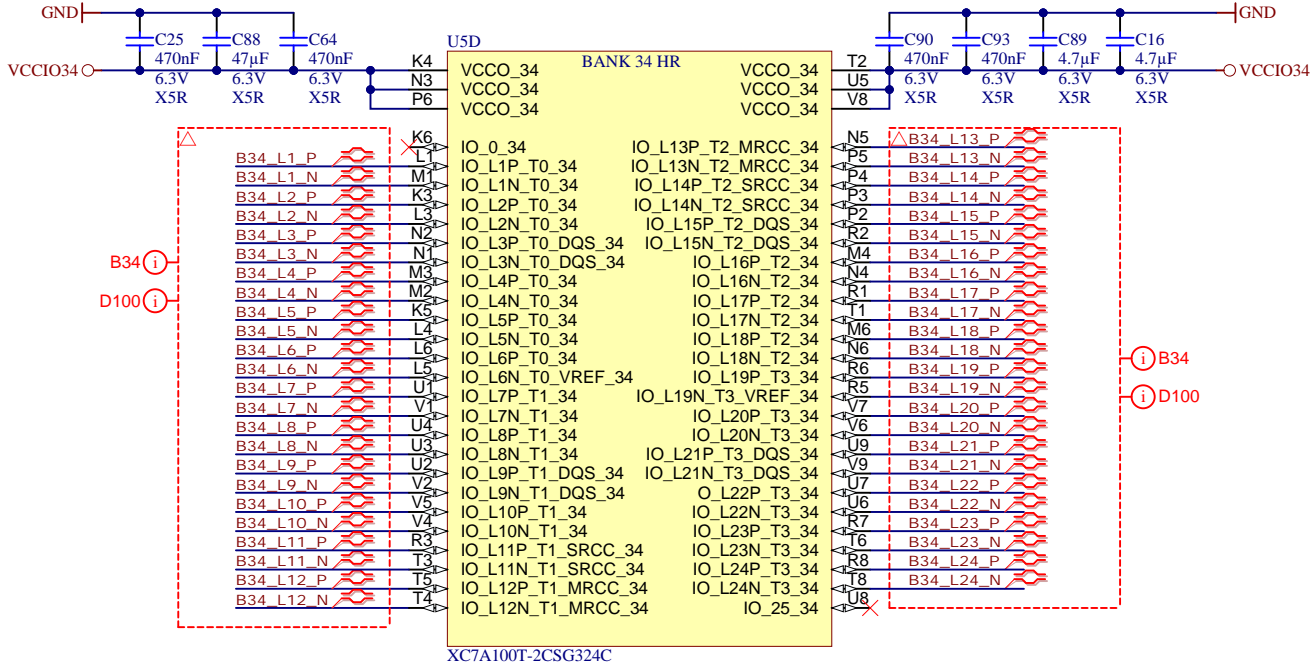 GND
C25
470nF
6.3V
X5R
C88
47µF
6.3V
X5R
C64
470nF
6.3V
X5R
VCCIO34
GND
C90
470nF
6.3V
X5R
C93
470nF
6.3V
X5R
C89
4.7µF
6.3V
X5R
C16
4.7µF
6.3V
X5R
VCCIO34
U5D
BANK 34 HR
K4 VCCO_34 VCCO_34 T2
N3 VCCO_34 VCCO_34 U5
P6 VCCO_34 VCCO_34 V8
K6 IO_0_34 IO_L13P_T2_MRCC_34 N5 B34_L13_P
B34_L1_P L1 IO_L1P_T0_34 IO_L13N_T2_MRCC_34 P5 B34_L13_N
B34_L1_N M1 IO_L1N_T0_34 IO_L14P_T2_SRCC_34 P4 B34_L14_P
B34_L2_P K3 IO_L2P_T0_34 IO_L14N_T2_SRCC_34 P3 B34_L14_N
B34_L2_N L3 IO_L2N_T0_34 IO_L15P_T2_DQS_34 P2 B34_L15_P
B34_L3_P N2 IO_L3P_T0_DQS_34 IO_L15N_T2_DQS_34 R2 B34_L15_N
B34_L3_N N1 IO_L3N_T0_DQS_34 IO_L16P_T2_34 M4 B34_L16_P
B34_L4_P M3 IO_L4P_T0_34 IO_L16N_T2_34 N4 B34_L16_N
B34_L4_N M2 IO_L4N_T0_34 IO_L17P_T2_34 R1 B34_L17_P
B34_L5_P K5 IO_L5P_T0_34 IO_L17N_T2_34 T1 B34_L17_N
B34_L5_N L4 IO_L5N_T0_34 IO_L18P_T2_34 M6 B34_L18_P
B34_L6_P L6 IO_L6P_T0_34 IO_L18N_T2_34 N6 B34_L18_N
B34_L6_N L5 IO_L6N_T0_VREF_34 IO_L19P_T3_34 R6 B34_L19_P
B34_L7_P U1 IO_L7P_T1_34 IO_L19N_T3_VREF_34 R5 B34_L19_N
B34_L7_N V1 IO_L7N_T1_34 IO_L20P_T3_34 V7 B34_L20_P
B34_L8_P U4 IO_L8P_T1_34 IO_L20N_T3_34 V6 B34_L20_N
B34_L8_N U3 IO_L8N_T1_34 IO_L21P_T3_DQS_34 U9 B34_L21_P
B34_L9_P U2 IO_L9P_T1_DQS_34 IO_L21N_T3_DQS_34 V9 B34_L21_N
B34_L9_N V2 IO_L9N_T1_DQS_34 O_L22P_T3_34 U7 B34_L22_P
B34_L10_P V5 IO_L10P_T1_34 IO_L22N_T3_34 U6 B34_L22_N
B34_L10_N V4 IO_L10N_T1_34 IO_L23P_T3_34 R7 B34_L23_P
B34_L11_P R3 IO_L11P_T1_SRCC_34 IO_L23N_T3_34 T6 B34_L23_N
B34_L11_N T3 IO_L11N_T1_SRCC_34 IO_L24P_T3_34 R8 B34_L24_P
B34_L12_P T5 IO_L12P_T1_MRCC_34 IO_L24N_T3_34 T8 B34_L24_N
B34_L12_N T4 IO_L12N_T1_MRCC_34 IO_25_34 U8
B34 i
D100 i
i B34
i D100
XC7A100T-2CSG324C